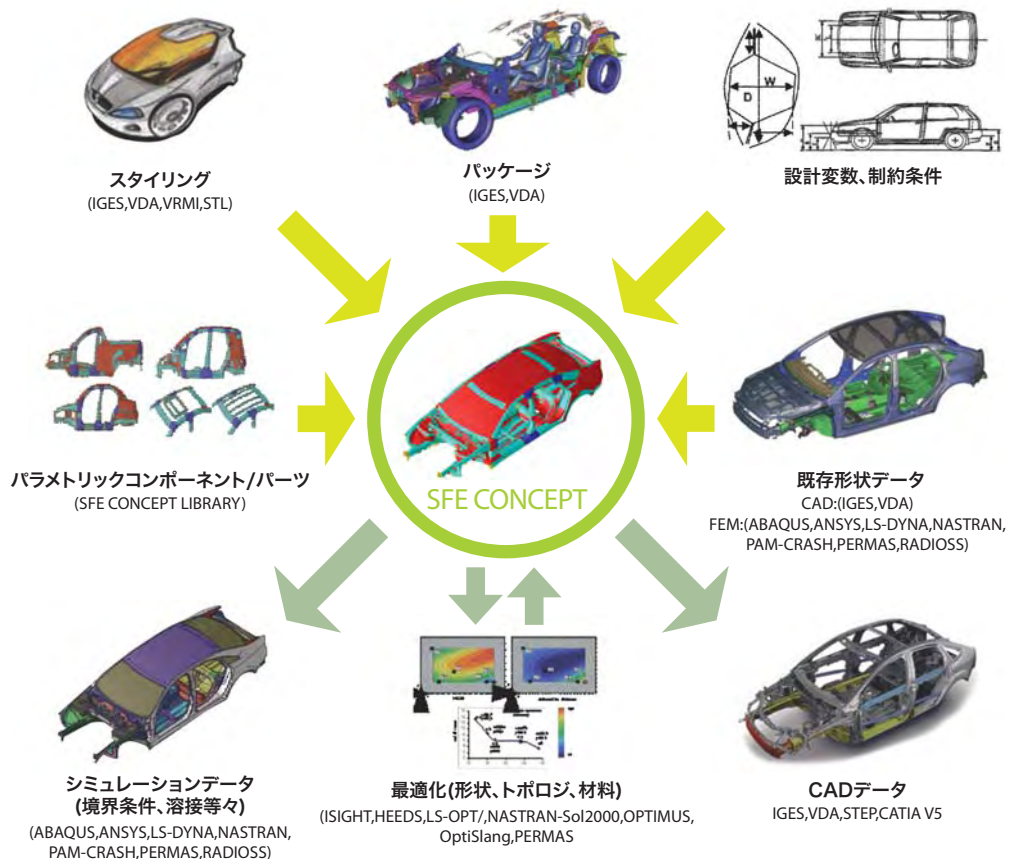 W
D
スタイリング
(IGES,VDA,VRMI,STL)
パッケージ
(IGES,VDA)
設計変数、制約条件
パラメトリックコンポーネント/パーツ
(SFE CONCEPT LIBRARY)
SFE CONCEPT
既存形状データ
CAD:(IGES,VDA)
FEM:(ABAQUS,ANSYS,LS-DYNA,NASTRAN,
PAM-CRASH,PERMAS,RADIOSS)
シミュレーションデータ
(境界条件、溶接等々)
(ABAQUS,ANSYS,LS-DYNA,NASTRAN,
PAM-CRASH,PERMAS,RADIOSS)
最適化(形状、トポロジ、材料)
(ISIGHT,HEEDS,LS-OPT/,NASTRAN-Sol2000,OPTIMUS,
OptiSlang,PERMAS
CADデータ
IGES,VDA,STEP,CATIA V5